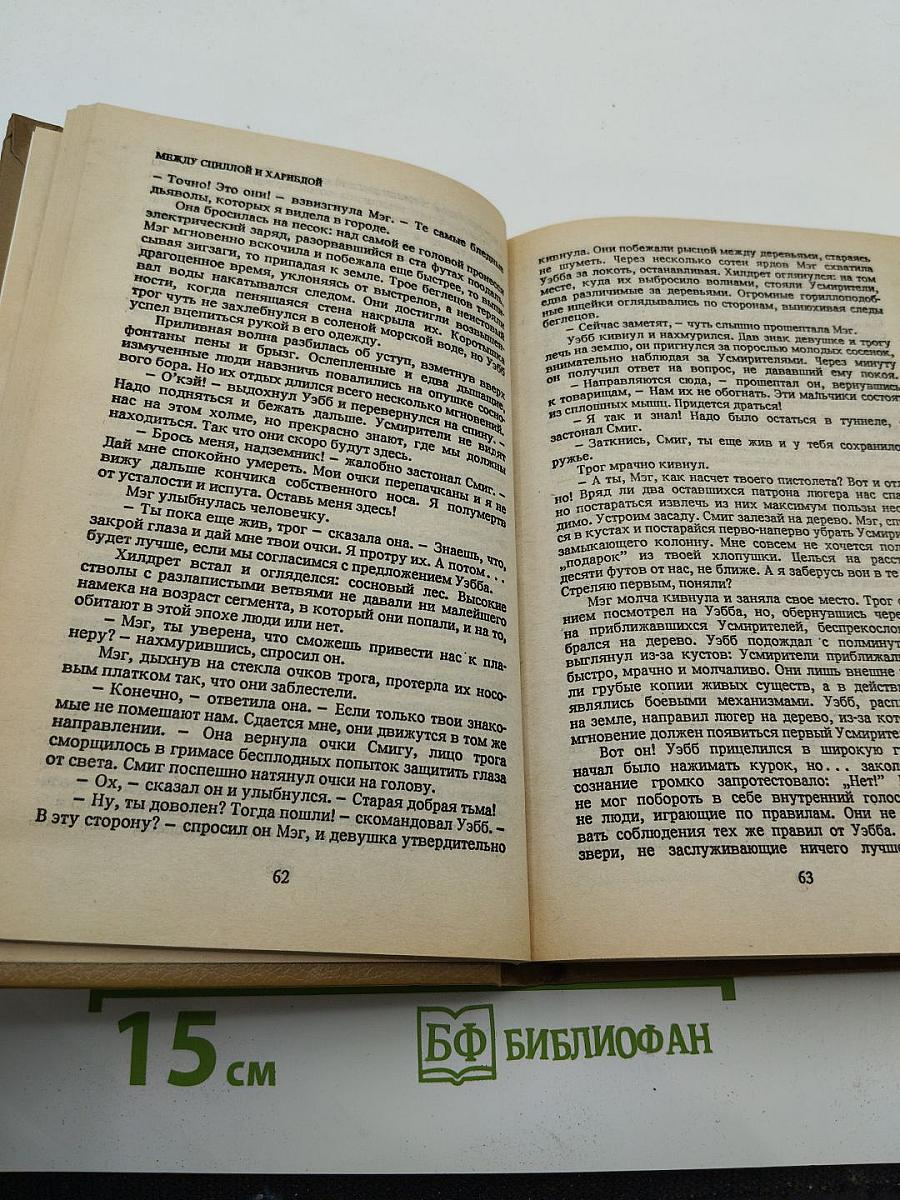 МЕЖДУ СЦИЛЛОЙ И ХАРИБДОЙ
— Точно! Это они! — взвизгнула Мэг. — Те самые бледные
дьяволы, которых я видела в городе.
Она бросилась на песок: над самой ее головой пронесся
электрический заряд, разорвавшийся в ста футах поодаль.
Мэг мгновенно вскочила и побежала еще быстрее, то выпи-
сывая зигзаги, то припадая к земле. Трое беглецов теряли
драгоценное время, уклоняясь от выстрелов, а неистовый
вал воды накатывался следом. Они достигли возвышен-
ности, когда пенящаяся стена накрыла их. Коротышка
трог чуть не захлебнулся в соленой морской воде, но Уэбб
успел вцепиться рукой в его одежду.
Приливная волна разбилась об уступ, взметнув вверх
фонтаны пены и брызг. Ослепленные и едва дышащие,
измученные люди навзничь повалились на опушке сосно-
вого бора. Но их отдых длился всего несколько мгновений.
— О'кэй! — выдохнул Уэбб и перевернулся на спину. —
Надо подняться и бежать дальше. Усмирители не видят
нас на этом холме, но прекрасно знают, где мы должны
находиться. Так что они скоро будут здесь.
— Брось меня, надземник! — жалобно застонал Смиг. —
Дай мне спокойно умереть. Мои очки перепачканы и я не
вижу дальше кончика собственного носа. Я полумертв
от усталости и испуга. Оставь меня здесь!
Мэг улыбнулась человечку.
— Ты пока еще жив, трог — сказала она. — Знаешь, что,
закрой глаза и дай мне твои очки. Я протру их. А потом...
будет лучше, если мы согласимся с предложением Уэбба.
Хилдрет встал и огляделся: сосновый лес. Высокие
стволы с разлапистыми ветвями не давали ни малейшего
намека на возраст сегмента, в который они попали, и на то,
обитают в этой эпохе люди или нет.
— Мэг, ты уверена, что сможешь привести нас к пла-
неру? — нахмурившись, спросил он.
Мэг, дыхнув на стекла очков трога, протерла их носо-
вым платком так, что они заблестели.
— Конечно, — ответила она. — Если только твои знако-
мые не помешают нам. Сдается мне, они движутся в том же
направлении. — Она вернула очки Смигу, лицо трога
сморщилось в гримасе бесплодных попыток защитить глаза
от света. Смиг поспешно натянул очки на голову.
— Ох, — сказал он и улыбнулся. — Старая добрая тьма!
— Ну, ты доволен? Тогда пошли! — скомандовал Уэбб. —
В эту сторону? — спросил он Мэг, и девушка утвердительно
62
кивнула. Они побежали рысцой между деревьями, стараясь
не шуметь. Через несколько сотен ярдов Мэг схватила
Уэбба за локоть, останавливая. Хилдрет оглянулся: на том
месте, куда их выбросило волнами, стояли Усмирители,
едва различимые за деревьями. Огромные гориллоподоб-
ные ищейки оглядывались по сторонам, вынюхивая следы
беглецов.
— Сейчас заметят, — чуть слышно прошептала Мэг.
Уэбб кивнул и нахмурился. Дав знак девушке и трогу
лечь на землю, он пригнулся за порослью молодых сосенок,
внимательно наблюдая за Усмирителями. Через минуту
он получил ответ на вопрос, не дававший ему покоя.
— Направляются сюда, — прошептал он, вернувшись
к товарищам, — Нам их не обогнать. Эти мальчики состоят
из сплошных мышц. Придется драться!
— Я так и знал! Надо было остаться в туннеле,
застонал Смиг.
— Заткнись, Смиг, ты еще жив и у тебя сохранило
ружье.
Трог мрачно кивнул.
— А ты, Мэг, как насчет твоего пистолета? Вот и отл
но! Вряд ли два оставшихся патрона люгера нас спа
но постараться извлечь из них максимум пользы нес
димо. Устроим засаду. Смиг залезай на дерево. Мэг, сп
ся в кустах и постарайся перво-наперво убрать Усмир
замыкающего колонну. Мне совсем не хочется пол
„подарок" из твоей хлопушки. Целься на расст
десяти футов от нас, не ближе. А я заберусь вон в те
Стреляю первым, поняли?
Мэг молча кивнула и заняла свое место. Трог с
нием посмотрел на Уэбба, но, обернувшись чере
на приближавшихся Усмирителей, беспрекослов
брался на дерево. Уэбб подождал с полминут
выглянул из-за кустов: Усмирители приближал
быстро, мрачно и молчаливо. Они лишь внешне
ли грубые копии живых существ, а в действ
являлись боевыми механизмами. Уэбб, расп
на земле, направил люгер на дерево, из-за кот
мгновение должен появиться первый Усмирите
Вот он! Уэбб прицелился в широкую г
начал было нажимать курок, но... закоп
сознание громко запротестовало: „Нет!"
не мог побороть в себе внутренний голос
не люди, играющие по правилам. Они не
вать соблюдения тех же правил от Уэбба.
звери, не заслуживающие ничего лучше
63
15 см
БФ БИБЛИОФАН